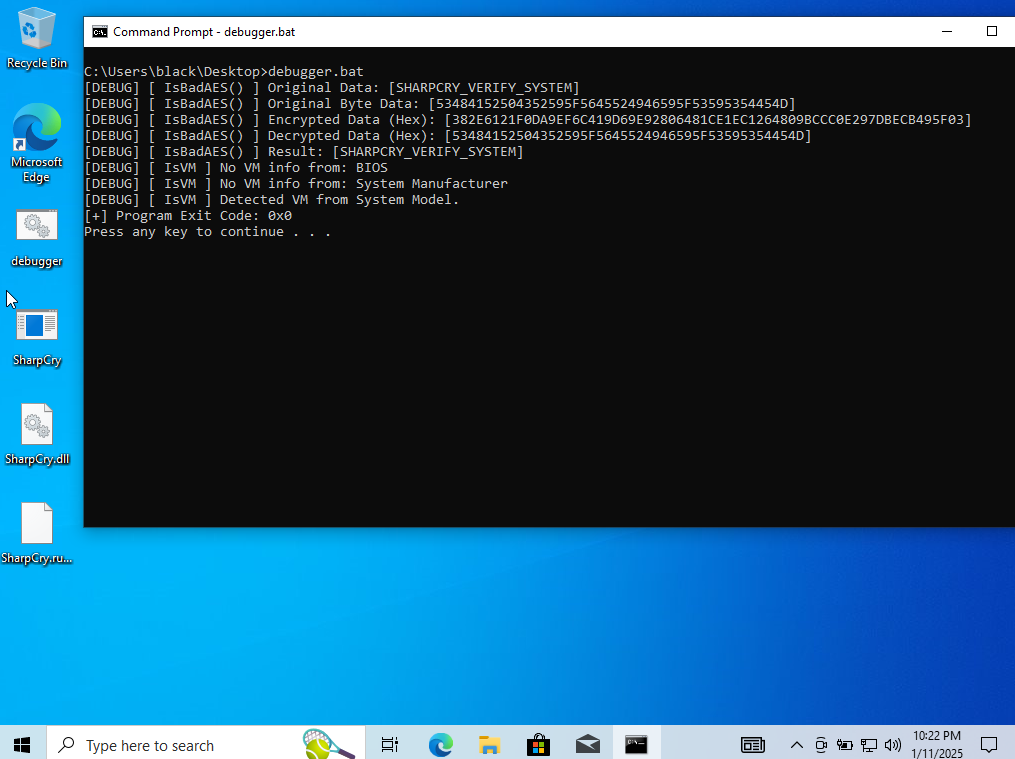 Recycle Bin
Microsoft
Edge
debugger
SharpCry
SharpCry.dll
SharpCry.ru...
Command Prompt - debugger.bat
C:\Users\black\Desktop>debugger.bat
[DEBUG] [ IsBadAES() ] Original Data: [SHARPCRY_VERIFY_SYSTEM]
[DEBUG] [ IsBadAES() ] Original Byte Data: [53484152504352595F5645524946595F53595354454D]
[DEBUG] [ IsBadAES() ] Encrypted Data (Hex): [382E6121F0DA9EF6C419D69E92806481CE1EC1264809BCCC0E297DBECB495F03]
[DEBUG] [ IsBadAES() ] Decrypted Data (Hex): [53484152504352595F5645524946595F53595354454D]
[DEBUG] [ IsBadAES() ] Result: [SHARPCRY_VERIFY_SYSTEM]
[DEBUG] [ IsVM ] No VM info from: BIOS
[DEBUG] [ IsVM ] No VM info from: System Manufacturer
[DEBUG] [ IsVM ] Detected VM from System Model.
[+] Program Exit Code: 0x0
Press any key to continue . . .
Type here to search
10:22 PM
1/11/2025